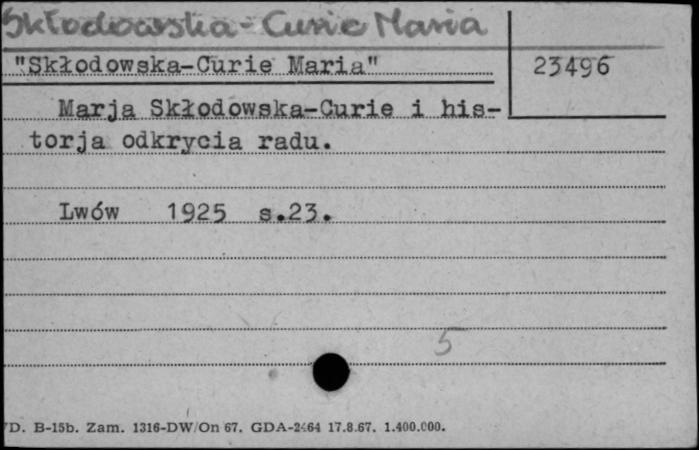 Skłodowska-Curie Maria
"Skłodowska-Curie Maria"
23496
Marja Skłodowska-Curie i his-
torja odkrycia radu.
Lwów 1925 s.23.
5
D. B-15b. Zam. 1316-DW/On 67. GDA-2464 17.8.67. 1.400.000.